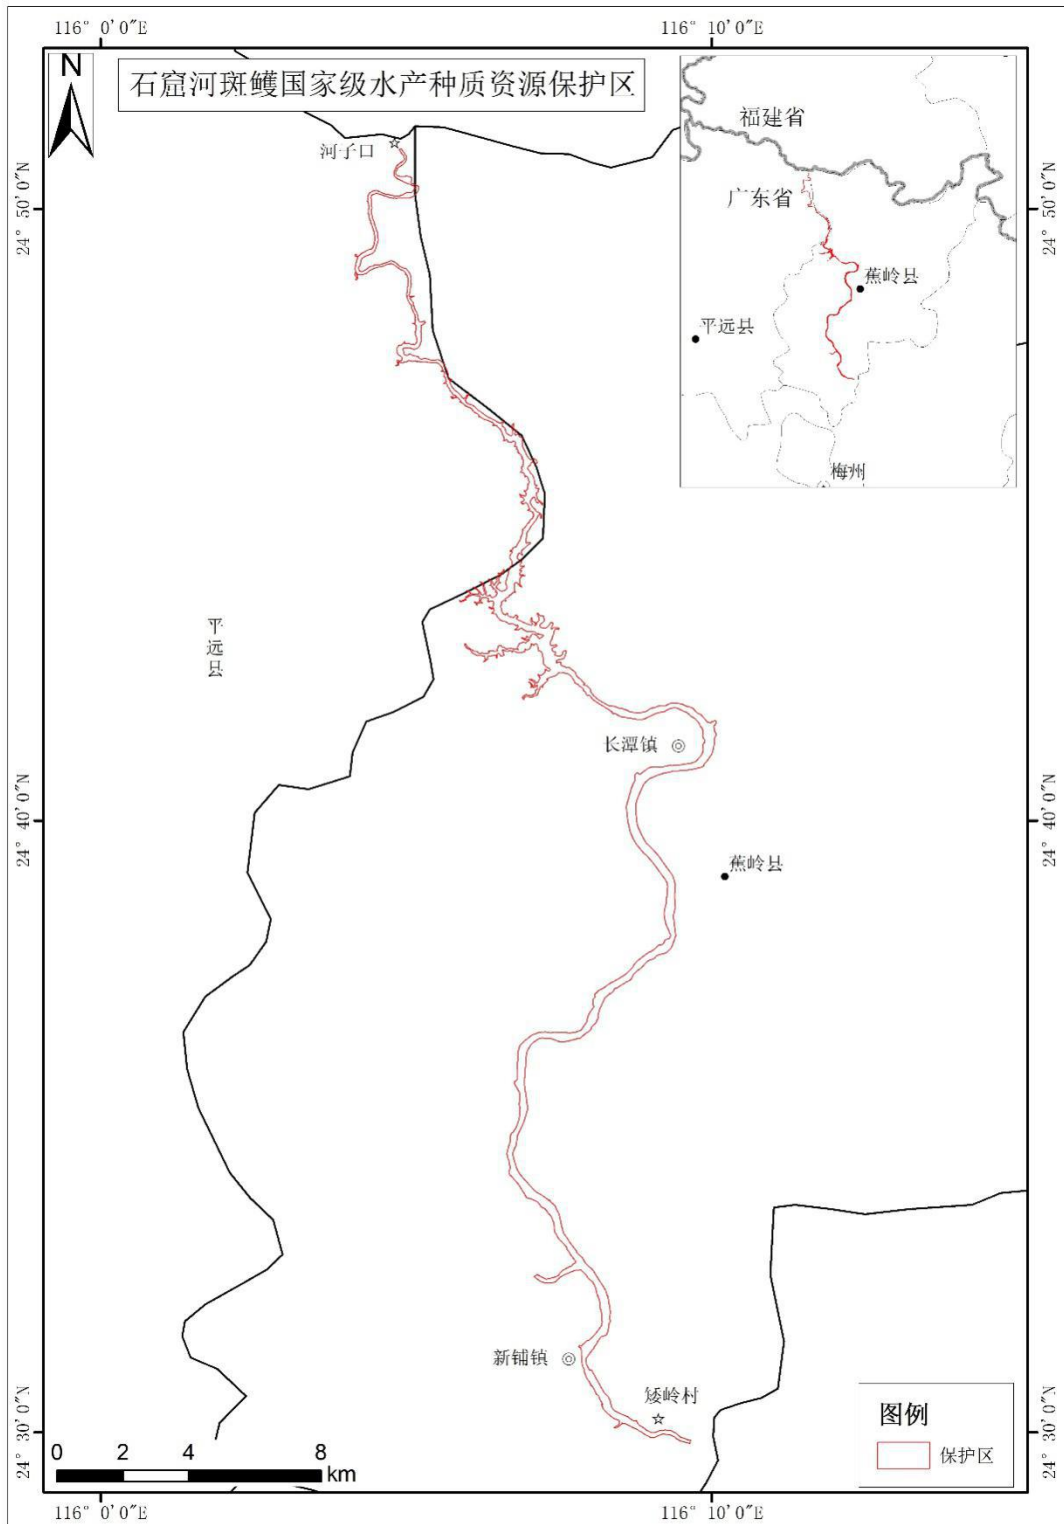 116° 0′0″E
116° 10′0″E
N
石窟河斑鳠国家级水产种质资源保护区
福建省
河子口
24° 50′0″N
广东省
24° 50′0″N
蕉岭县
平远县
梅州
平远县
长潭镇
24° 40′0″N
24° 40′0″N
蕉岭县
新铺镇
矮岭村
图例
保护区
24° 30′0″N
24° 30′0″N
0 2 4 8
km
116° 0′0″E
116° 10′0″E